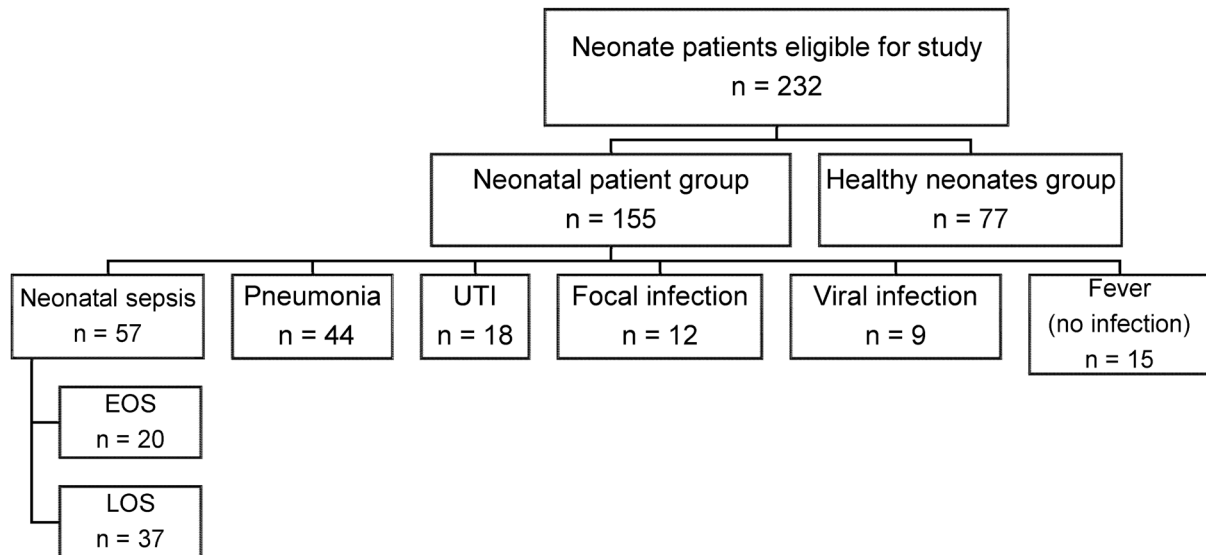 Neonate patients eligible for study
n = 232
Neonatal patient group
n = 155
Healthy neonates group
n = 77
Neonatal sepsis
n = 57
Pneumonia
n = 44
UTI
n = 18
Focal infection
n = 12
Viral infection
n = 9
Fever
(no infection)
n = 15
EOS
n = 20
LOS
n = 37